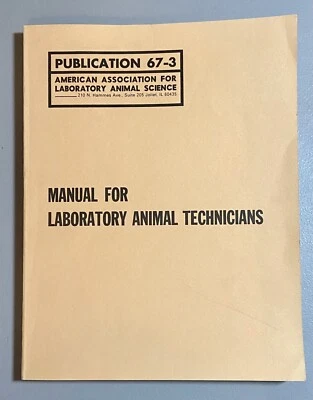 PUBLICATION 67-3
AMERICAN ASSOCIATION FOR
LABORATORY ANIMAL SCIENCE
210 N. Hammes Ave., Suite 205 Joliet, IL 60435
MANUAL FOR
LABORATORY ANIMAL TECHNICIANS